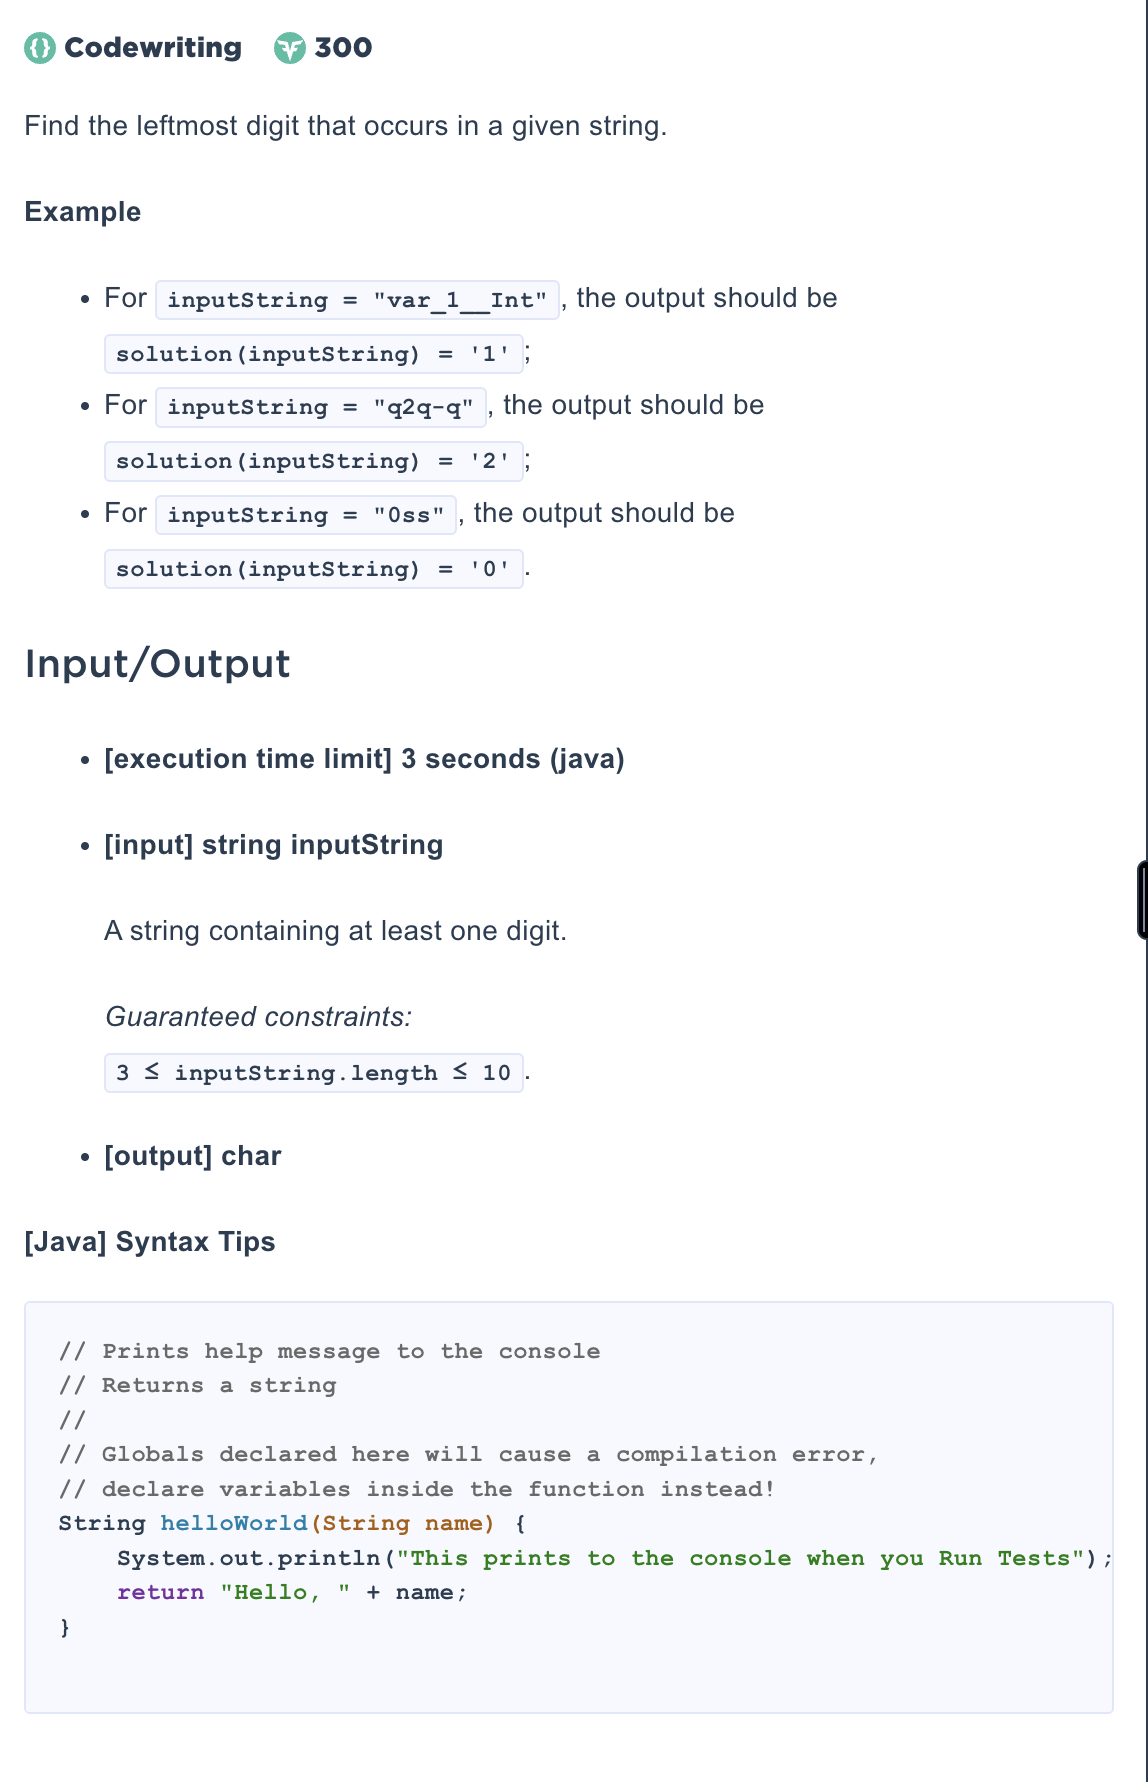 Codewriting 300
Find the leftmost digit that occurs in a given string.
Example
• For inputString = "var_1__Int", the output should be
solution(inputString) = '1';
• For inputString = "q2q-q", the output should be
solution(inputString) = '2';
• For inputString = "0ss", the output should be
solution(inputString) = '0'.
Input/Output
• [execution time limit] 3 seconds (java)
• [input] string inputString
A string containing at least one digit.
Guaranteed constraints:
3 ≤ inputString.length ≤ 10.
• [output] char
[Java] Syntax Tips
// Prints help message to the console
// Returns a string
//
// Globals declared here will cause a compilation error,
// declare variables inside the function instead!
String helloWorld(String name) {
    System.out.println("This prints to the console when you Run Tests");
    return "Hello, " + name;
}